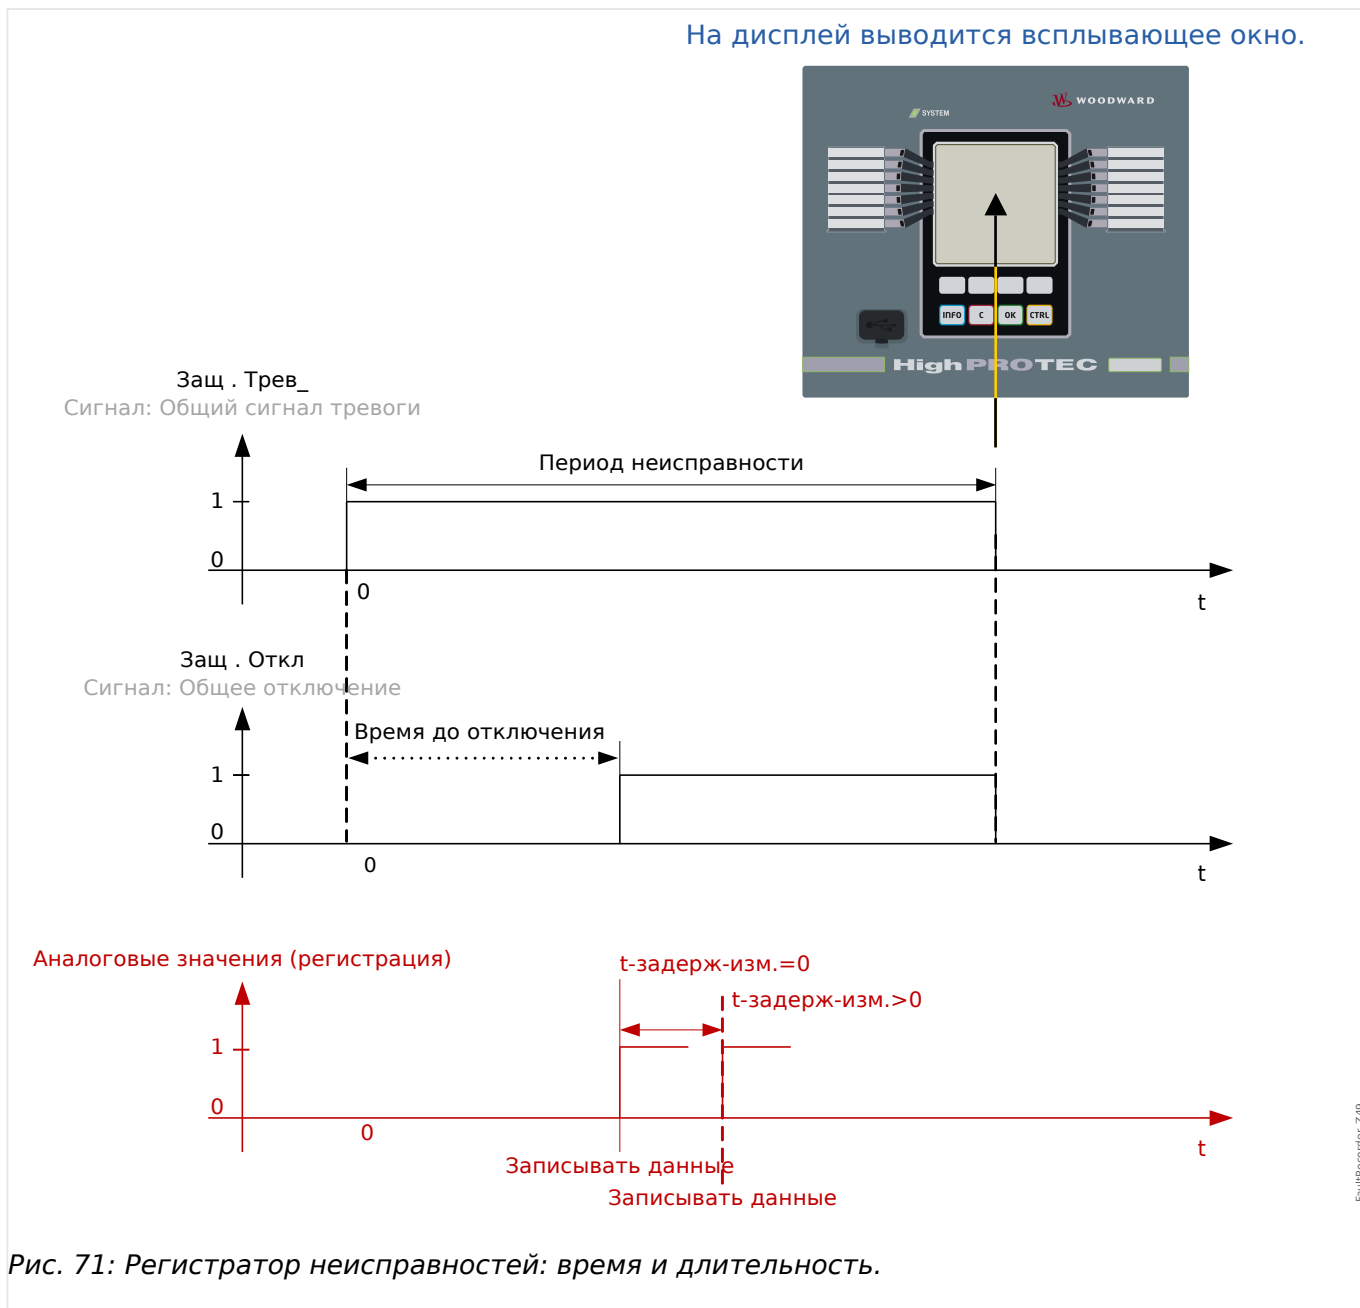 На дисплей выводится всплывающее окно.
WOODWARD
SYSTEM
INFO
C
OK
CTRL
HighPROTEC
Защ . Трев_
Сигнал: Общий сигнал тревоги
Период неисправности
1
0
0
t
Защ . Откл
Сигнал: Общее отключение
Время до отключения
1
0
0
t
Аналоговые значения (регистрация)
t-задерж-изм.=0
t-задерж-изм.>0
1
0
0
t
Записывать данные
Записывать данные
FaultRecorder_Z49
Рис. 71: Регистратор неисправностей: время и длительность.